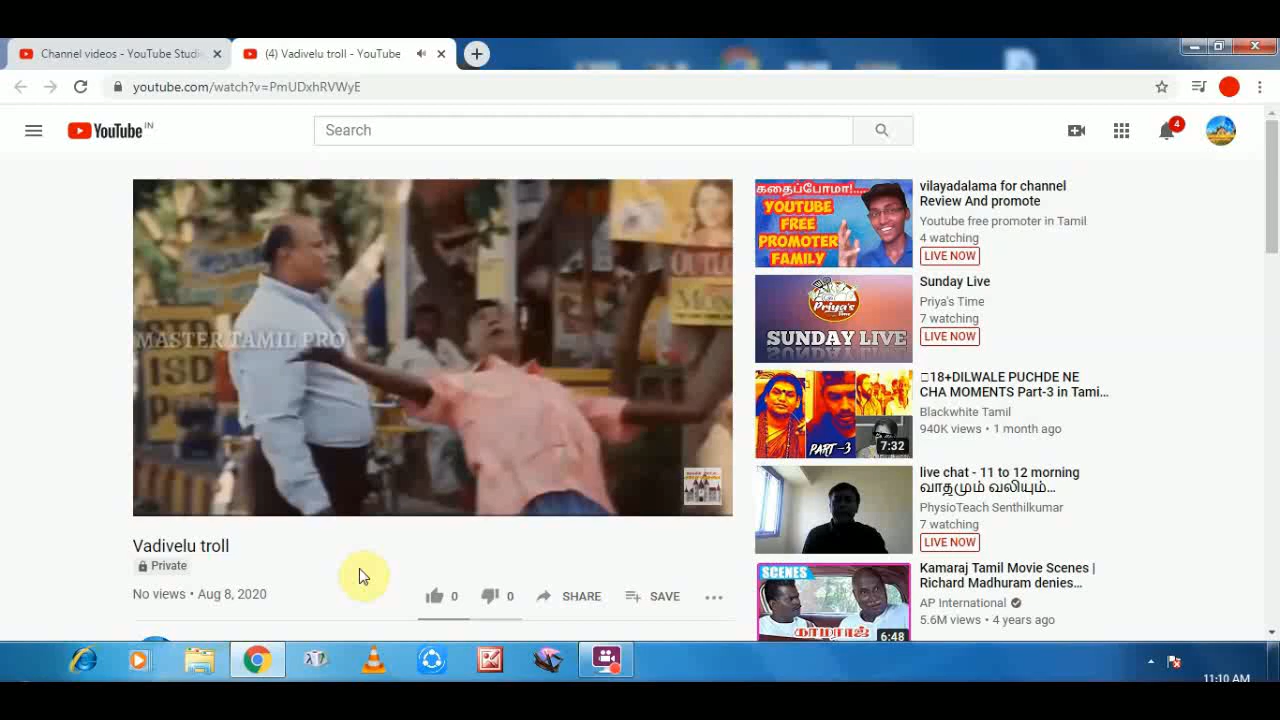 Channel videos - YouTube Studi
(4) Vadivelu troll - YouTube
youtube.com/watch?v=PmUDxhRVWyE
YouTube IN
Search
4
MASTER TAMIL PRO
ISD
OUTLO
MON
Vadivelu troll
Private
No views • Aug 8, 2020
0
0
SHARE
SAVE
கதைப்போமா!....
YOUTUBE
FREE
PROMOTER
FAMILY
vilayadalama for channel
Review And promote
Youtube free promoter in Tamil
4 watching
LIVE NOW
Priya's
Time
SUNDAY LIVE
Sunday Live
Priya's Time
7 watching
LIVE NOW
PART -3
7:32
18+DILWALE PUCHDE NE
CHA MOMENTS Part-3 in Tami...
Blackwhite Tamil
940K views • 1 month ago
live chat - 11 to 12 morning
வாதமும் வலியும்...
PhysioTeach Senthilkumar
7 watching
LIVE NOW
SCENES
காமராஜ்
6:48
Kamaraj Tamil Movie Scenes |
Richard Madhuram denies...
AP International
5.6M views • 4 years ago
11:10 AM